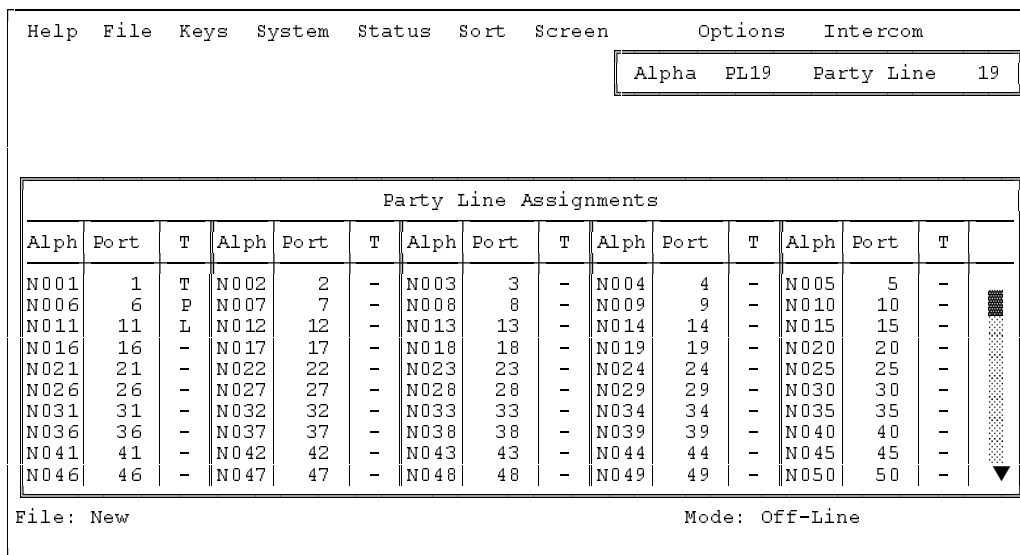 Help File Keys System Status Sort Screen Options Intercom
Alpha PL19 Party Line 19
Party Line Assignments
Alph Port T Alph Port T Alph Port T Alph Port T Alph Port T
N001 1 T N002 2 - N003 3 - N004 4 - N005 5 -
N006 6 P N007 7 - N008 8 - N009 9 - N010 10 -
N011 11 L N012 12 - N013 13 - N014 14 - N015 15 -
N016 16 - N017 17 - N018 18 - N019 19 - N020 20 -
N021 21 - N022 22 - N023 23 - N024 24 - N025 25 -
N026 26 - N027 27 - N028 28 - N029 29 - N030 30 -
N031 31 - N032 32 - N033 33 - N034 34 - N035 35 -
N036 36 - N037 37 - N038 38 - N039 39 - N040 40 -
N041 41 - N042 42 - N043 43 - N044 44 - N045 45 -
N046 46 - N047 47 - N048 48 - N049 49 - N050 50 -
File: New Mode: Off-Line